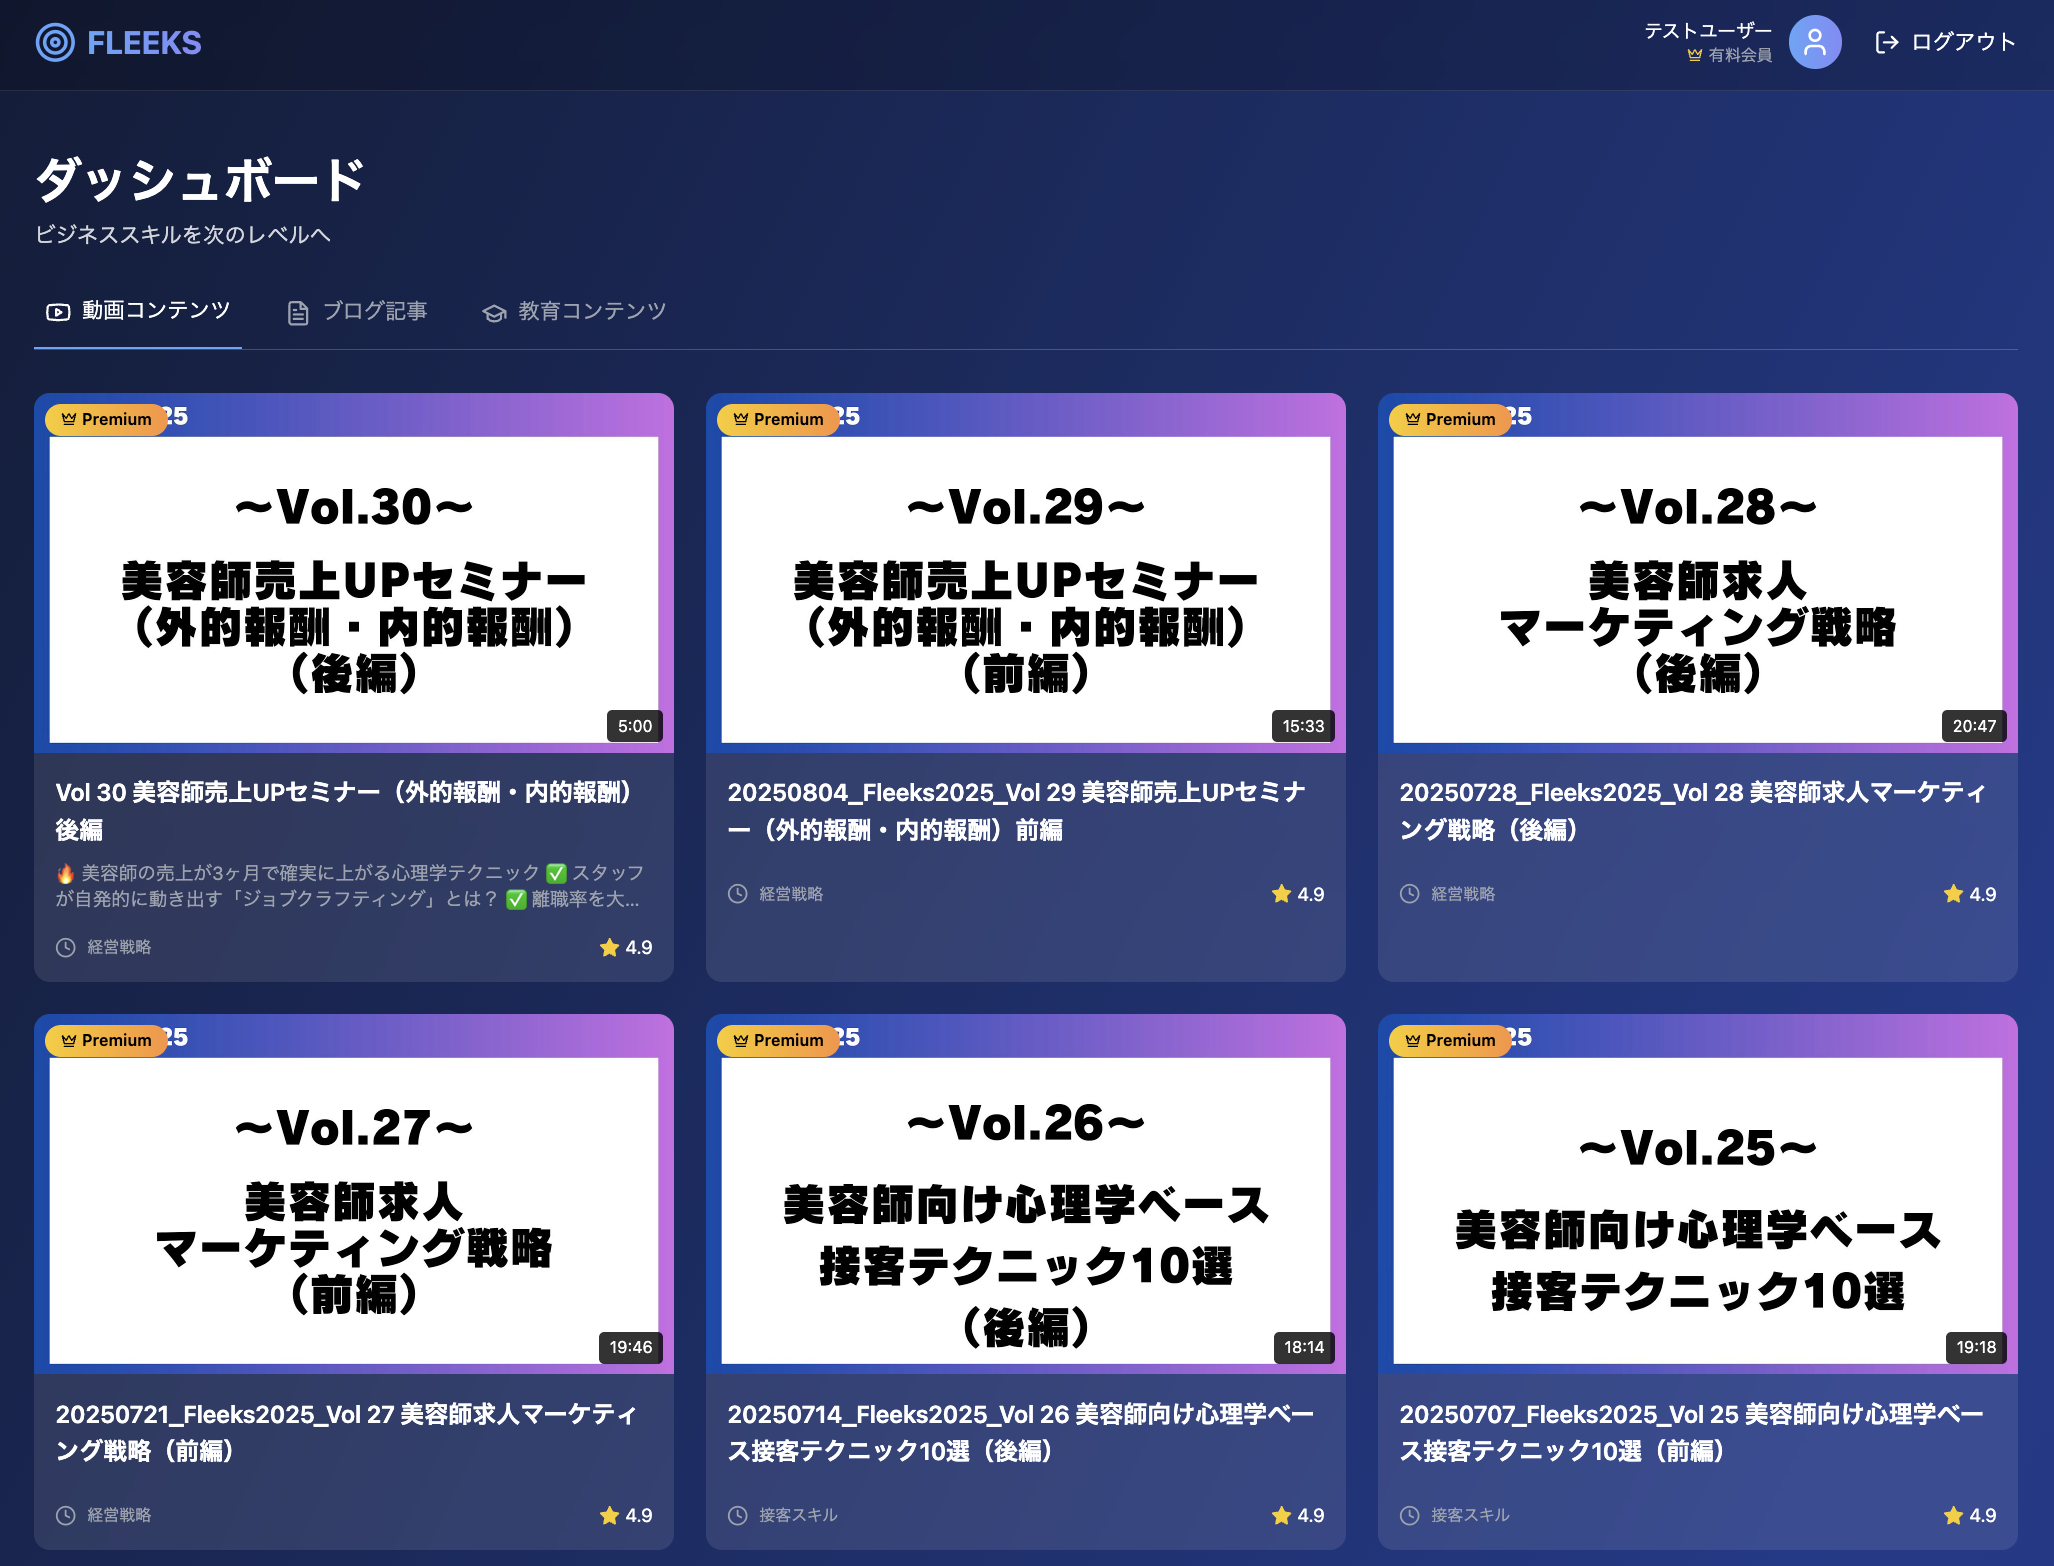 FLEEKS
テストユーザー
有料会員
ログアウト
ダッシュボード
ビジネススキルを次のレベルへ
動画コンテンツ
ブログ記事
教育コンテンツ
Premium
25
〜Vol.30〜
美容師売上UPセミナー
（外的報酬・内的報酬）
（後編）
5:00
Vol 30 美容師売上UPセミナー（外的報酬・内的報酬）
後編
🔥 美容師の売上が3ヶ月で確実に上がる心理学テクニック ✅ スタッフ
が自発的に動き出す「ジョブクラフティング」とは？ ✅ 離職率を大...
経営戦略
4.9
Premium
25
〜Vol.29〜
美容師売上UPセミナー
（外的報酬・内的報酬）
（前編）
15:33
20250804_Fleeks2025_Vol 29 美容師売上UPセミナ
ー（外的報酬・内的報酬）前編
経営戦略
4.9
Premium
25
〜Vol.28〜
美容師求人
マーケティング戦略
（後編）
20:47
20250728_Fleeks2025_Vol 28 美容師求人マーケティ
ング戦略（後編）
経営戦略
4.9
Premium
25
〜Vol.27〜
美容師求人
マーケティング戦略
（前編）
19:46
20250721_Fleeks2025_Vol 27 美容師求人マーケティ
ング戦略（前編）
経営戦略
4.9
Premium
25
〜Vol.26〜
美容師向け心理学ベース
接客テクニック10選
（後編）
18:14
20250714_Fleeks2025_Vol 26 美容師向け心理学ベー
ス接客テクニック10選（後編）
接客スキル
4.9
Premium
25
〜Vol.25〜
美容師向け心理学ベース
接客テクニック10選
19:18
20250707_Fleeks2025_Vol 25 美容師向け心理学ベー
ス接客テクニック10選（前編）
接客スキル
4.9